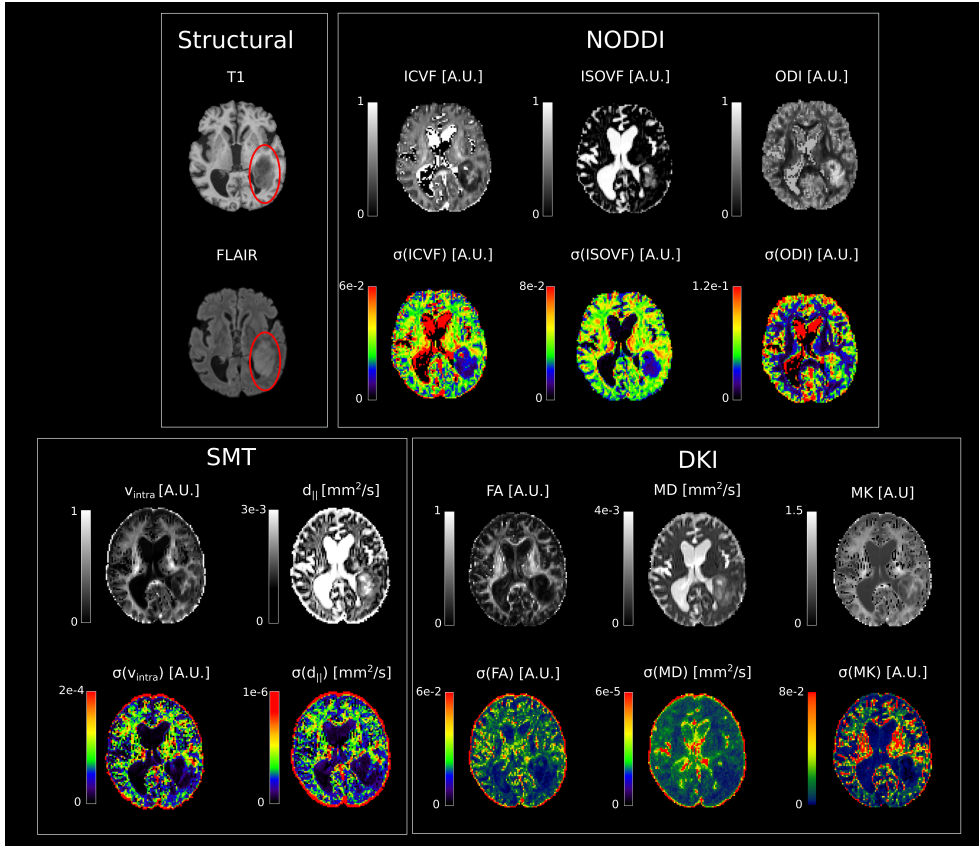 Structural
T1
1
0
FLAIR
NODDI
ICVF [A.U.]
ISOVF [A.U.]
ODI [A.U.]
1
0
1
0
1
0
σ(ICVF) [A.U.]
σ(ISOVF) [A.U.]
σ(ODI) [A.U.]
6e-2
0
8e-2
0
1.2e-1
0
SMT
v_intra [A.U.]
d_|| [mm²/s]
1
0
3e-3
0
σ(v_intra) [A.U.]
σ(d_||) [mm²/s]
2e-4
0
1e-6
0
DKI
FA [A.U.]
MD [mm²/s]
MK [A.U]
1
0
4e-3
0
1.5
0
σ(FA) [A.U.]
σ(MD) [mm²/s]
σ(MK) [A.U.]
6e-2
0
6e-5
0
8e-2
0